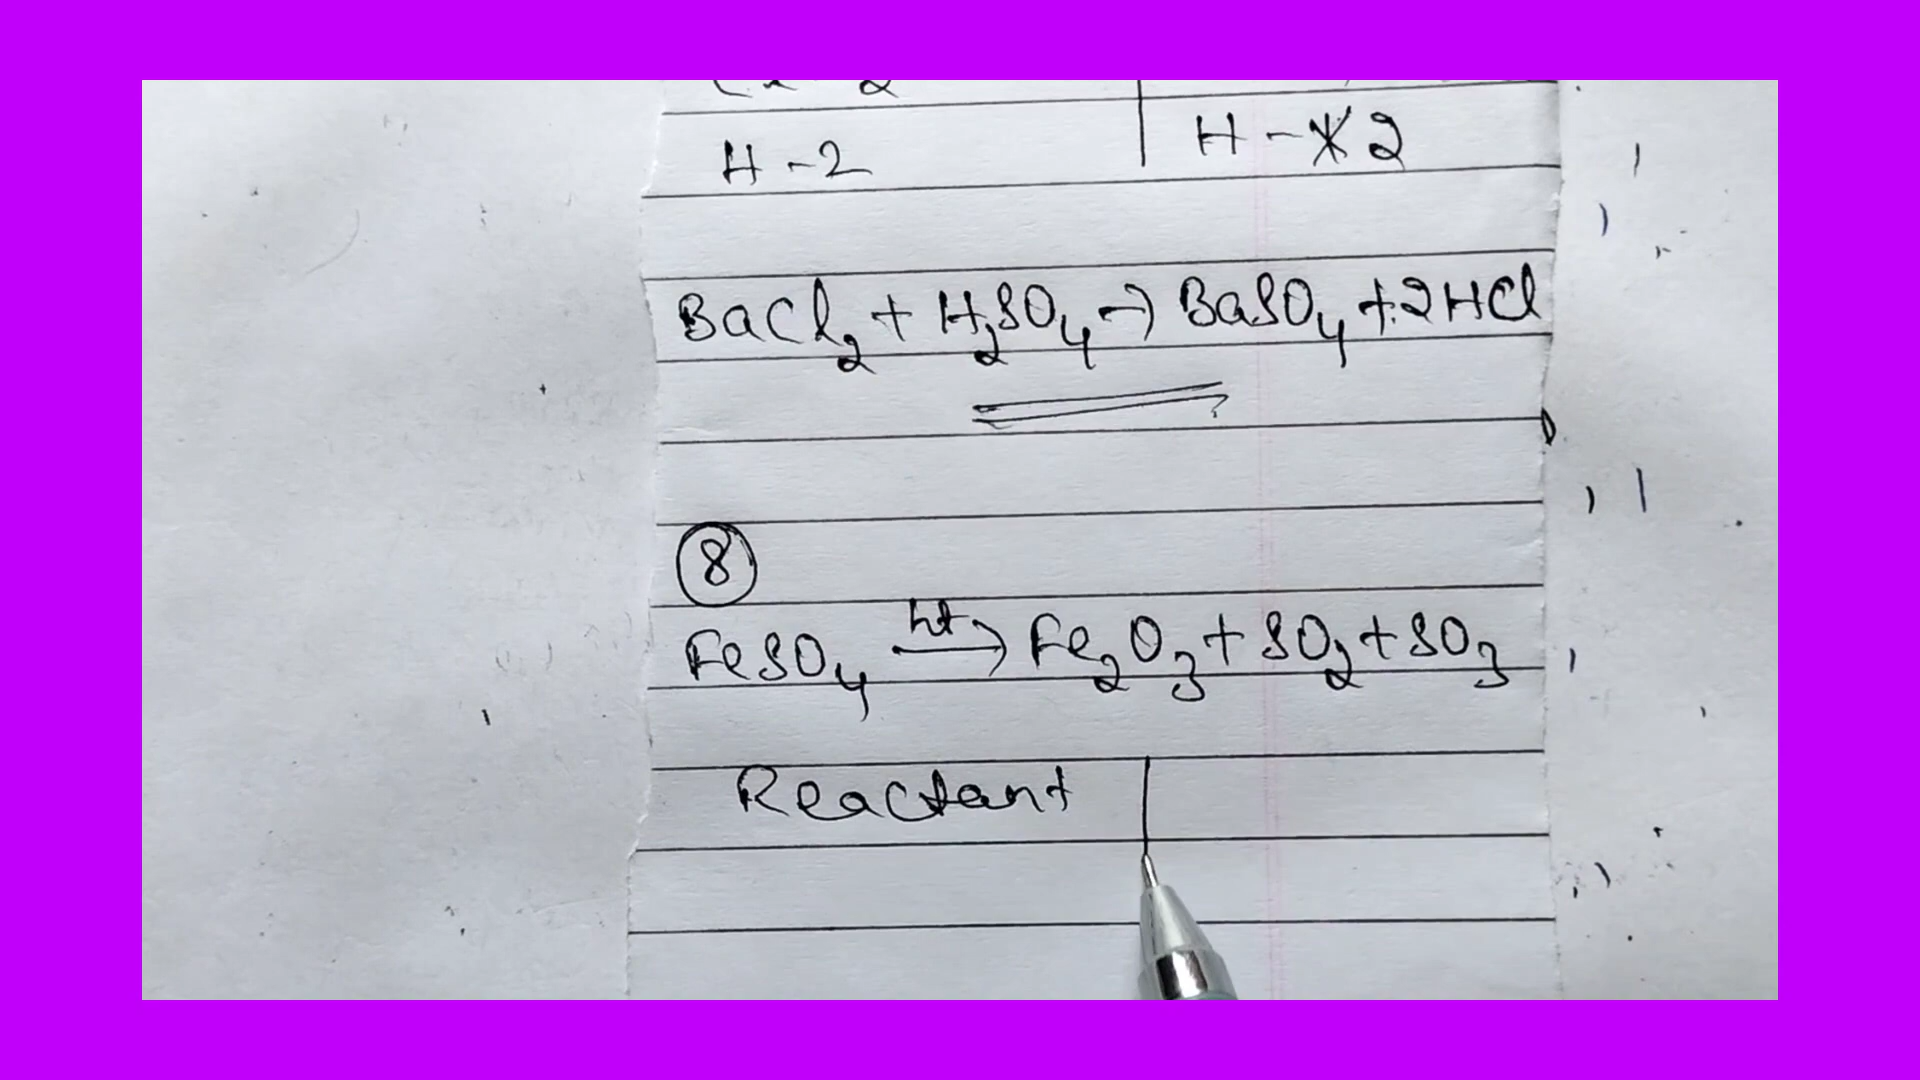 H - 2 H - 2
BaCl₂ + H₂SO₄ → BaSO₄ + 2HCl
8
FeSO₄ ht→ Fe₂O₃ + SO₂ + SO₃
Reactant